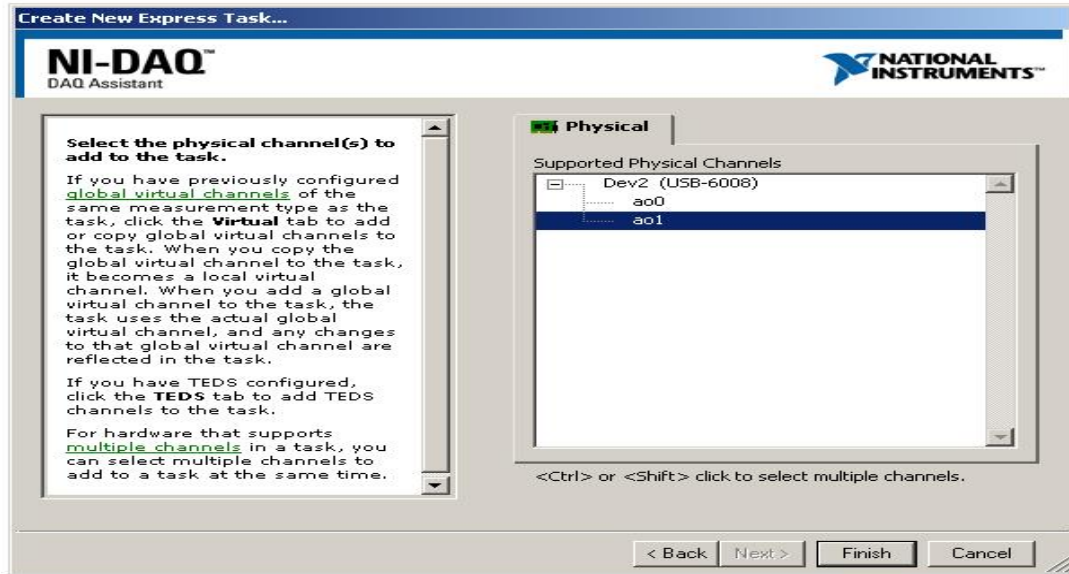 Create New Express Task...
NI-DAQ™
DAQ Assistant
NATIONAL
INSTRUMENTS™
Select the physical channel(s) to
add to the task.
If you have previously configured
global virtual channels of the
same measurement type as the
task, click the Virtual tab to add
or copy global virtual channels to
the task. When you copy the
global virtual channel to the task,
it becomes a local virtual
channel. When you add a global
virtual channel to the task, the
task uses the actual global
virtual channel, and any changes
to that global virtual channel are
reflected in the task.
If you have TEDS configured,
click the TEDS tab to add TEDS
channels to the task.
For hardware that supports
multiple channels in a task, you
can select multiple channels to
add to a task at the same time.
Physical
Supported Physical Channels
Dev2 (USB-6008)
ao0
ao1
<Ctrl> or <Shift> click to select multiple channels.
< Back
Next >
Finish
Cancel